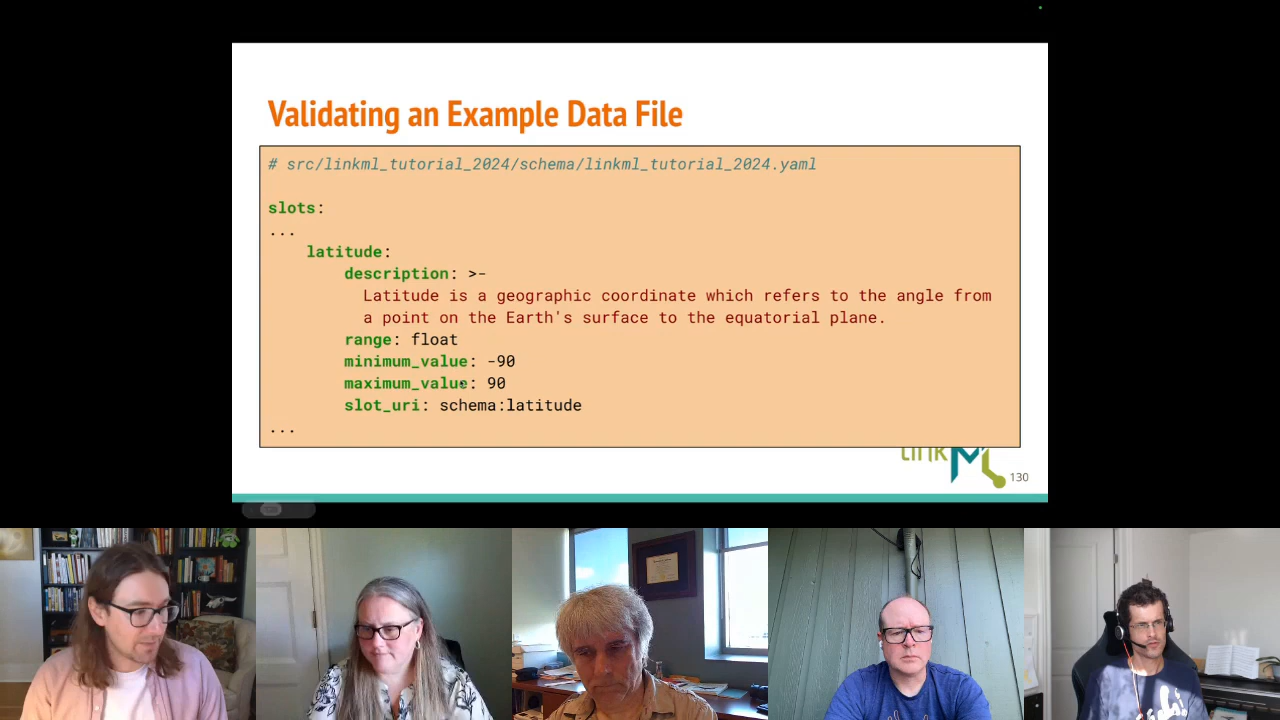 Validating an Example Data File
# src/linkml_tutorial_2024/schema/linkml_tutorial_2024.yaml
slots:
...
latitude:
description: >-
Latitude is a geographic coordinate which refers to the angle from
a point on the Earth's surface to the equatorial plane.
range: float
minimum_value: -90
maximum_value: 90
slot_uri: schema:latitude
...
LinkML
130